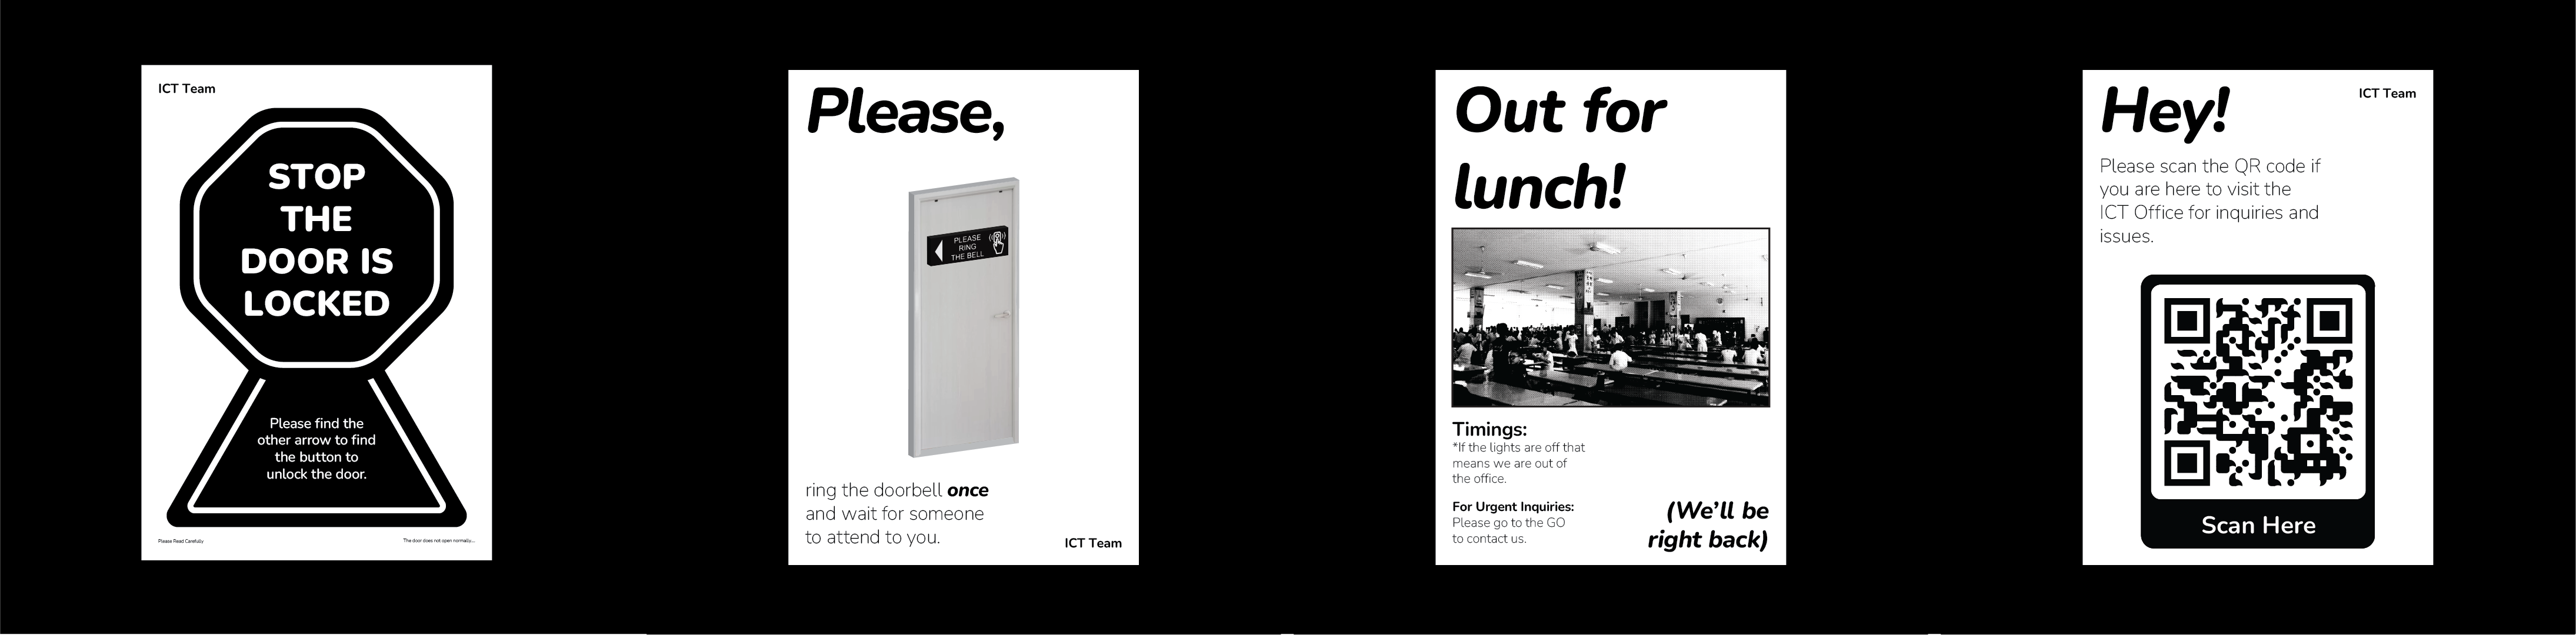 ICT Team
STOP
THE
DOOR IS
LOCKED
Please find the
other arrow to find
the button to
unlock the door.
Please Read Carefully
The door does not open normally...
Please,
PLEASE
RING
THE BELL
ring the doorbell once
and wait for someone
to attend to you.
ICT Team
Out for
lunch!
Timings:
*If the lights are off that
means we are out of
the office.
For Urgent Inquiries:
Please go to the GO
to contact us.
(We'll be
right back)
Hey!
ICT Team
Please scan the QR code if
you are here to visit the
ICT Office for inquiries and
issues.
Scan Here